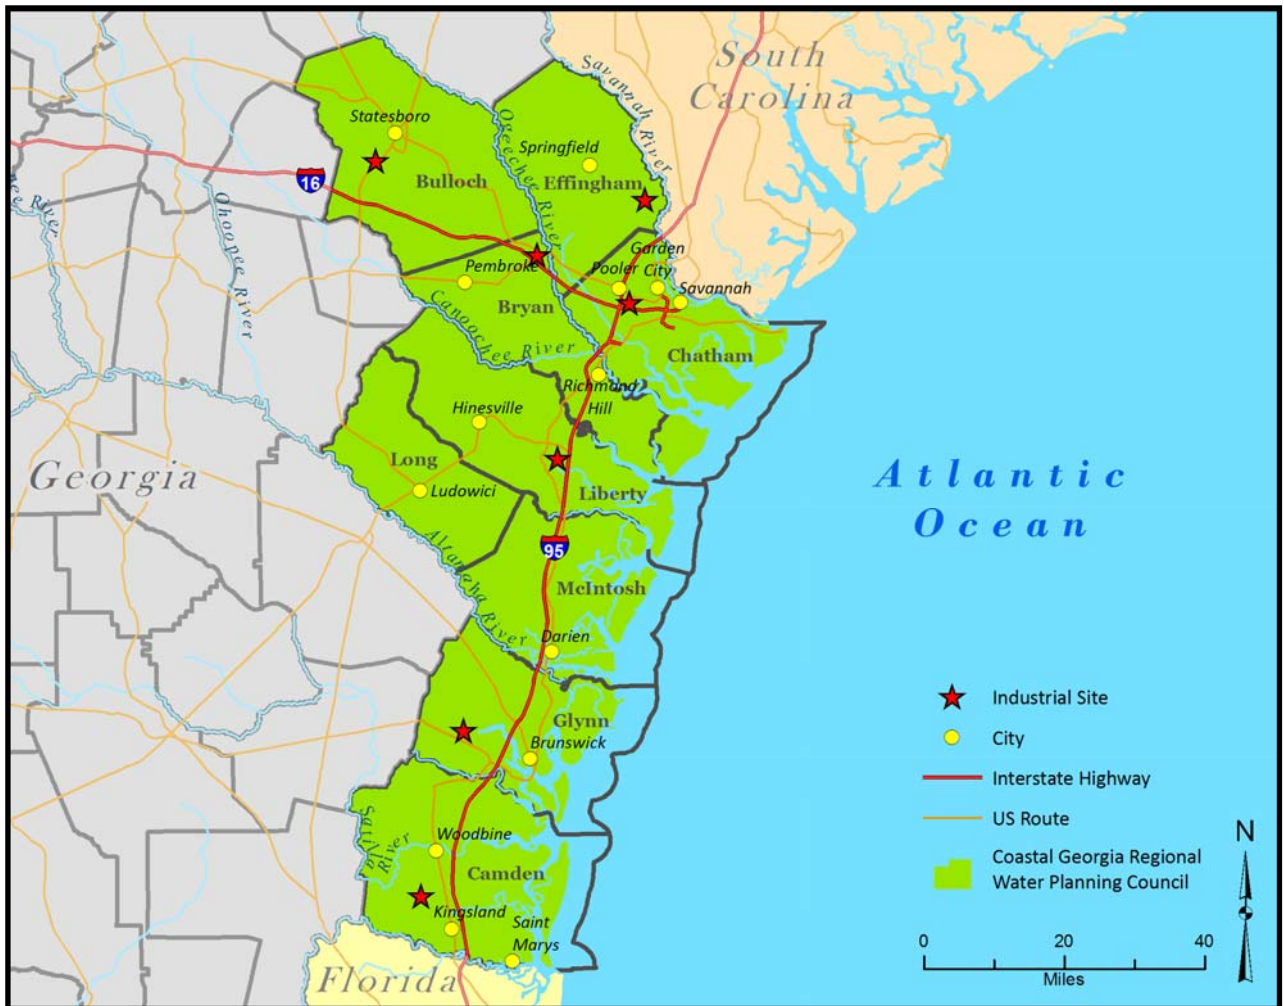 South
Carolina
Savannah River
Statesboro
Springfield
Ogeechee River
16
Bulloch
Effingham
River
River
Ohoopee River
Garden
City
Pembroke
Pooler
Savannah
Bryan
Canoochee River
Chatham
Richmond
Hill
Hinesville
Georgia
Long
Ludowici
Liberty
Atlantic
Ocean
Altamaha River
95
McIntosh
Darien
Glynn
Brunswick
Satilla
River
Woodbine
Camden
Kingsland
Saint
Marys
Florida
Industrial Site
City
Interstate Highway
US Route
Coastal Georgia Regional
Water Planning Council
N
0 20 40
Miles